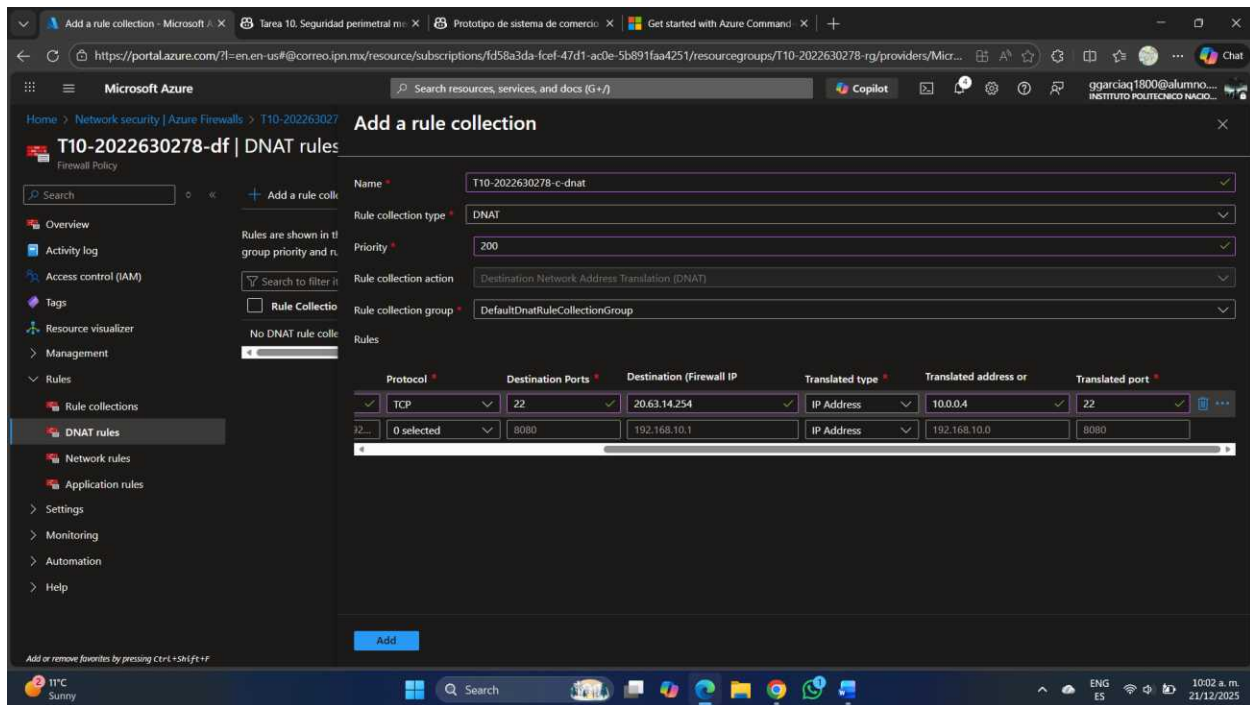 Add a rule collection - Microsoft A
Tarea 10. Seguridad perimetral me
Prototipo de sistema de comercio
Get started with Azure Command-
https://portal.azure.com/?l=en.en-us#@correo.ipn.mx/resource/subscriptions/fd58a3da-fcef-47d1-ac0e-5b891faa4251/resourcegroups/T10-2022630278-rg/providers/Micr...
Chat
Microsoft Azure
Search resources, services, and docs (G+/)
Copilot
ggarciaq1800@alumno....
INSTITUTO POLITECNICO NACIO...
Home > Network security | Azure Firewalls > T10-202263027
Add a rule collection
T10-2022630278-df | DNAT rules
Firewall Policy
Search
Add a rule colle
Overview
Activity log
Access control (IAM)
Tags
Resource visualizer
Management
Rules
Rule collections
DNAT rules
Network rules
Application rules
Settings
Monitoring
Automation
Help
Add or remove favorites by pressing Ctrl+Shift+F
Rules are shown in th
group priority and ru
Search to filter it
Rule Collectio
No DNAT rule colle
Name *
T10-2022630278-c-dnat
Rule collection type *
DNAT
Priority *
200
Rule collection action
Destination Network Address Translation (DNAT)
Rule collection group *
DefaultDnatRuleCollectionGroup
Rules
Protocol * Destination Ports * Destination (Firewall IP Translated type * Translated address or Translated port *
TCP 22 20.63.14.254 IP Address 10.0.0.4 22
92... 0 selected 8080 192.168.10.1 IP Address 192.168.10.0 8080
Add
2
11°C
Sunny
Search
ENG
ES
10:02 a. m.
21/12/2025